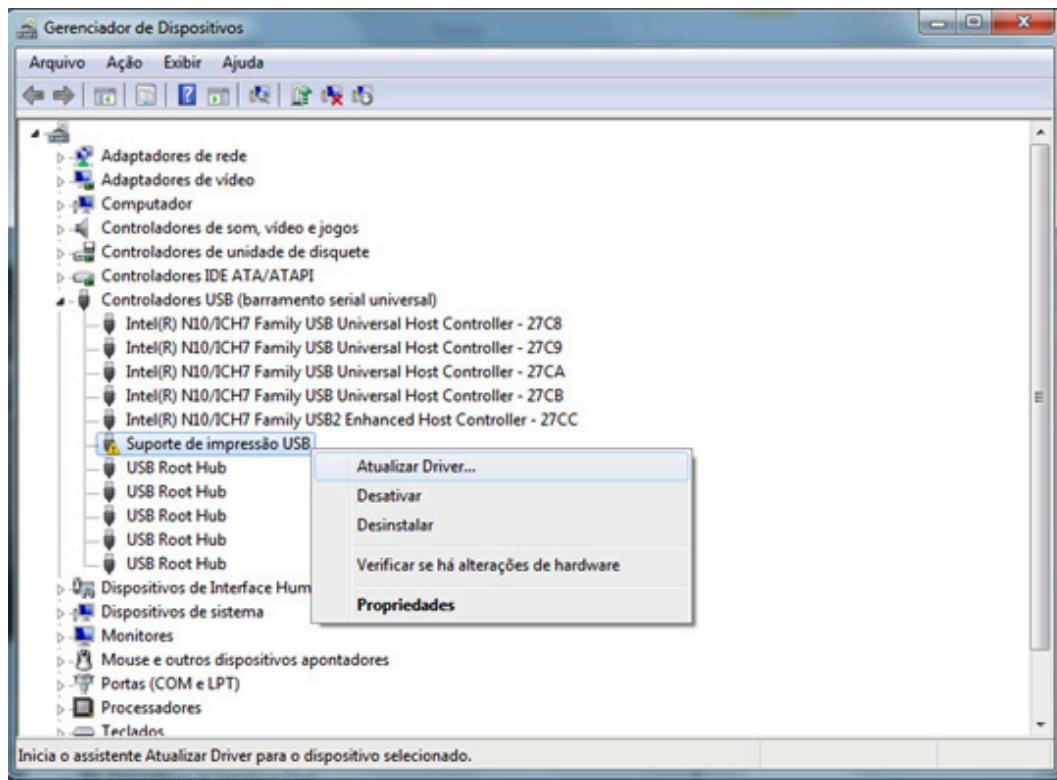 Gerenciador de Dispositivos
Arquivo Ação Exibir Ajuda
Adaptadores de rede
Adaptadores de vídeo
Computador
Controladores de som, vídeo e jogos
Controladores de unidade de disquete
Controladores IDE ATA/ATAPI
Controladores USB (barramento serial universal)
Intel(R) N10/ICH7 Family USB Universal Host Controller - 27C8
Intel(R) N10/ICH7 Family USB Universal Host Controller - 27C9
Intel(R) N10/ICH7 Family USB Universal Host Controller - 27CA
Intel(R) N10/ICH7 Family USB Universal Host Controller - 27CB
Intel(R) N10/ICH7 Family USB2 Enhanced Host Controller - 27CC
Suporte de impressão USB
USB Root Hub
USB Root Hub
USB Root Hub
USB Root Hub
USB Root Hub
Atualizar Driver...
Desativar
Desinstalar
Verificar se há alterações de hardware
Propriedades
Dispositivos de Interface Hum
Dispositivos de sistema
Monitores
Mouse e outros dispositivos apontadores
Portas (COM e LPT)
Processadores
Teclados
Inicia o assistente Atualizar Driver para o dispositivo selecionado.